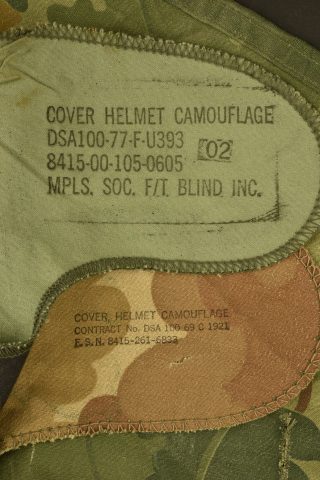 COVER HELMET CAMOUFLAGE
DSA100-77-F-U393 02
8415-00-105-0605
MPLS. SOC. F/T. BLIND INC.
COVER, HELMET CAMOUFLAGE
CONTRACT No. DSA 100 69 C 1921
F.S.N. 8415-261-6833